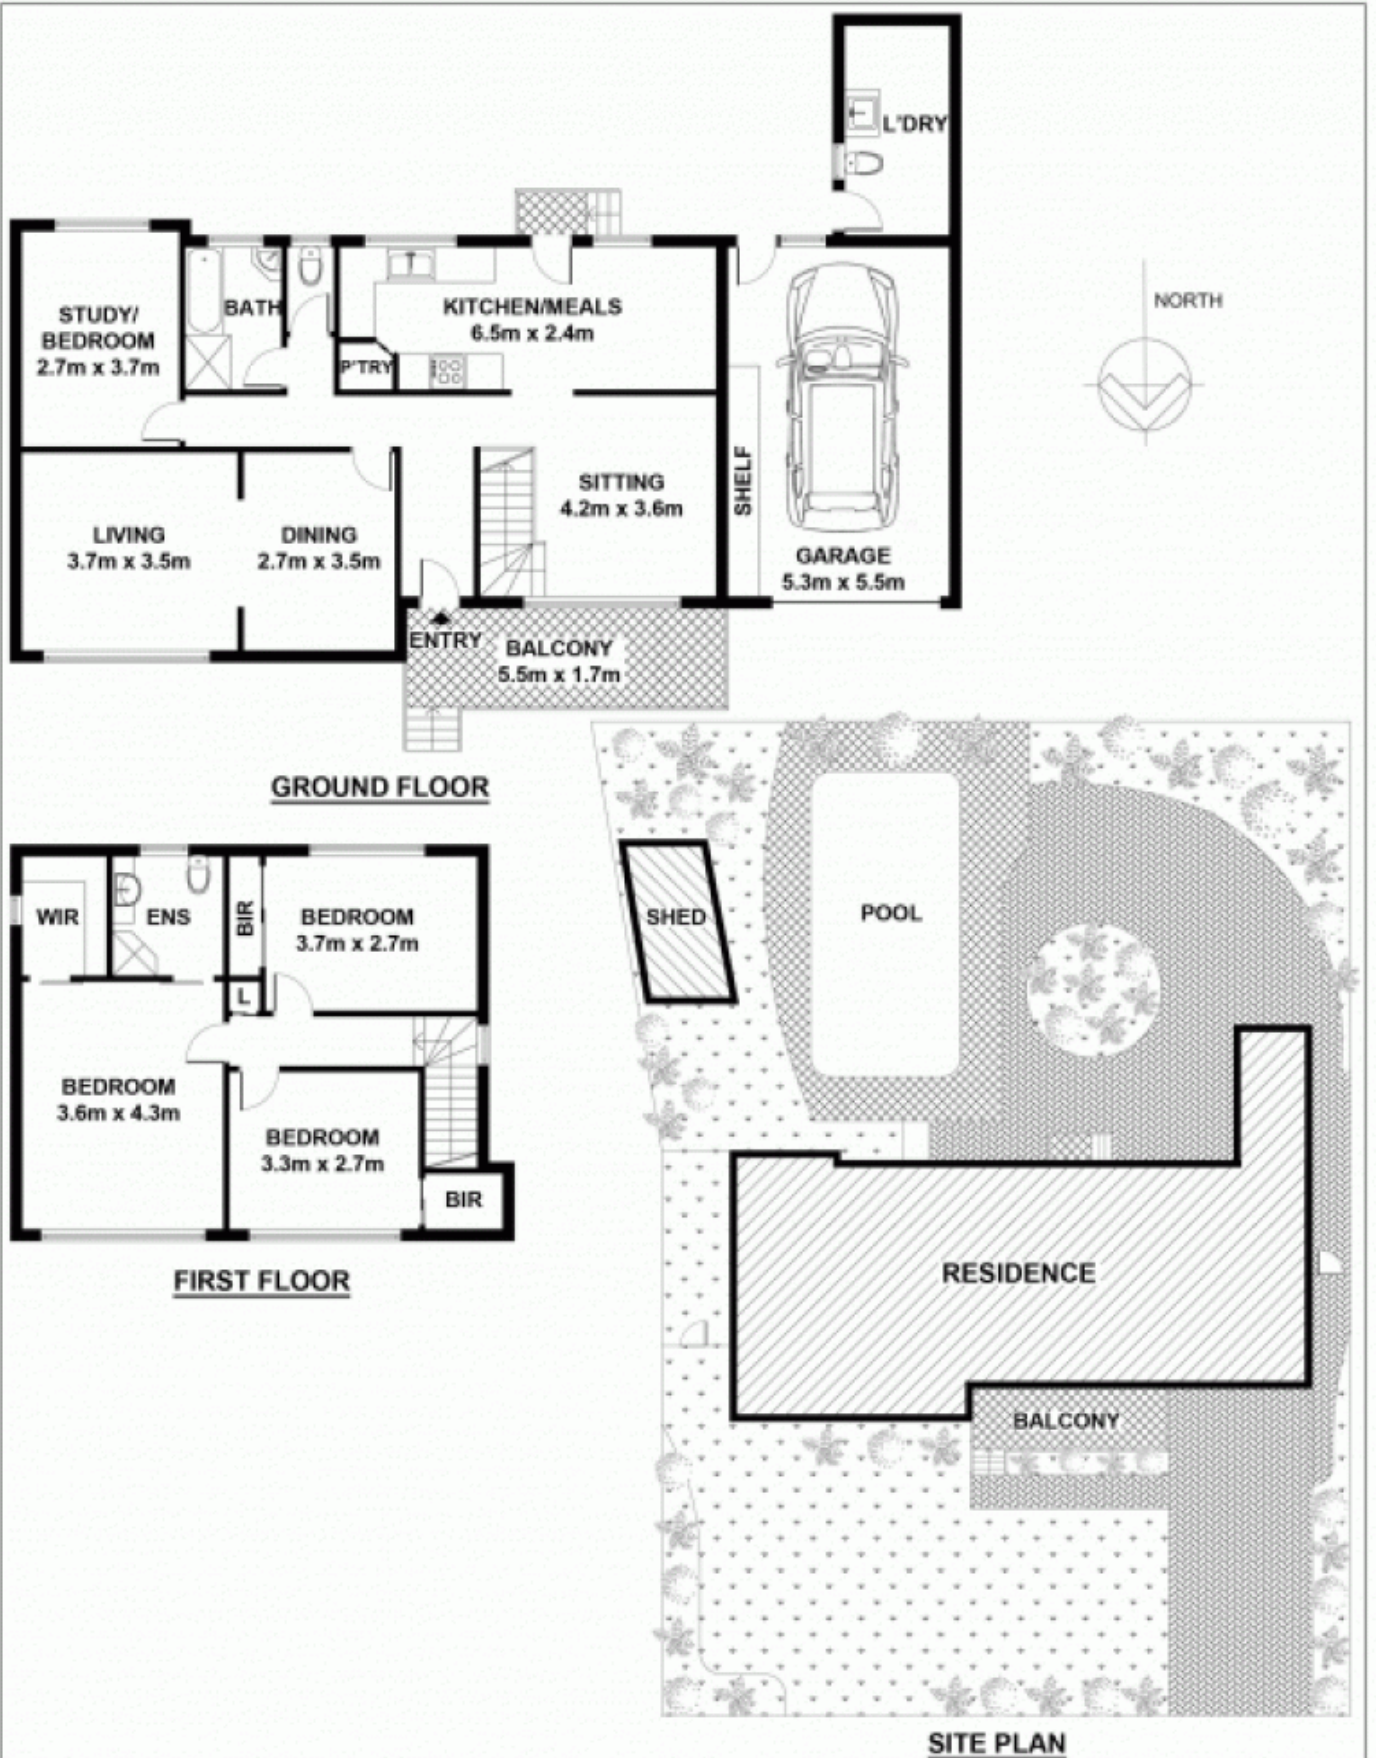 L'DRY
NORTH
STUDY/
BEDROOM
2.7m x 3.7m
BATH
KITCHEN/MEALS
6.5m x 2.4m
P'TRY
SITTING
4.2m x 3.6m
SHELF
GARAGE
5.3m x 5.5m
LIVING
3.7m x 3.5m
DINING
2.7m x 3.5m
ENTRY
BALCONY
5.5m x 1.7m
GROUND FLOOR
WIR
ENS
BIR
BEDROOM
3.7m x 2.7m
L
BEDROOM
3.6m x 4.3m
BEDROOM
3.3m x 2.7m
BIR
FIRST FLOOR
SHED
POOL
RESIDENCE
BALCONY
SITE PLAN